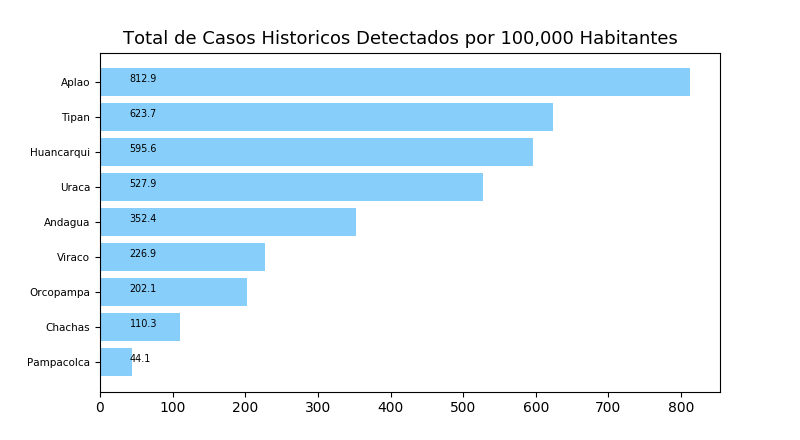 Total de Casos Historicos Detectados por 100,000 Habitantes
Aplao 812.9
Tipan 623.7
Huancarqui 595.6
Uraca 527.9
Andagua 352.4
Viraco 226.9
Orcopampa 202.1
Chachas 110.3
Pampacolca 44.1
0 100 200 300 400 500 600 700 800